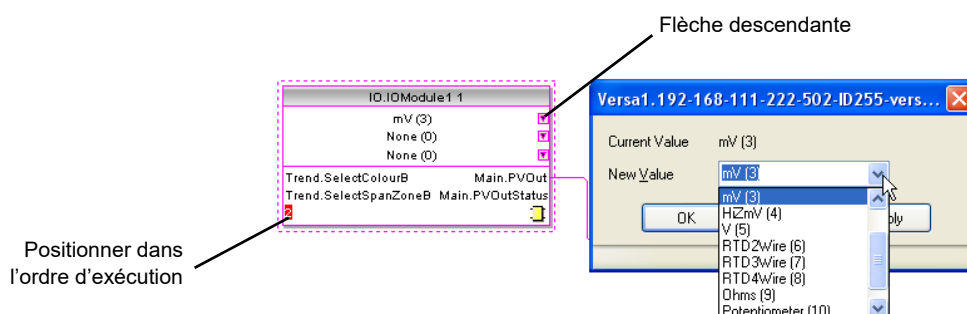 Flèche descendante
IO.IOModule1 1
mV (3)
None (0)
None (0)
Trend.SelectColourB Main.PVOut
Trend.SelectSpanZoneB Main.PVOutStatus
2
Positionner dans
l'ordre d'exécution
Versa1.192-168-111-222-502-ID255-vers...
Current Value mV (3)
New Value mV (3)
mV (3)
HiZmV (4)
V (5)
RTD2Wire (6)
RTD3Wire (7)
RTD4Wire (8)
Ohms (9)
Potentiometer (10)
OK